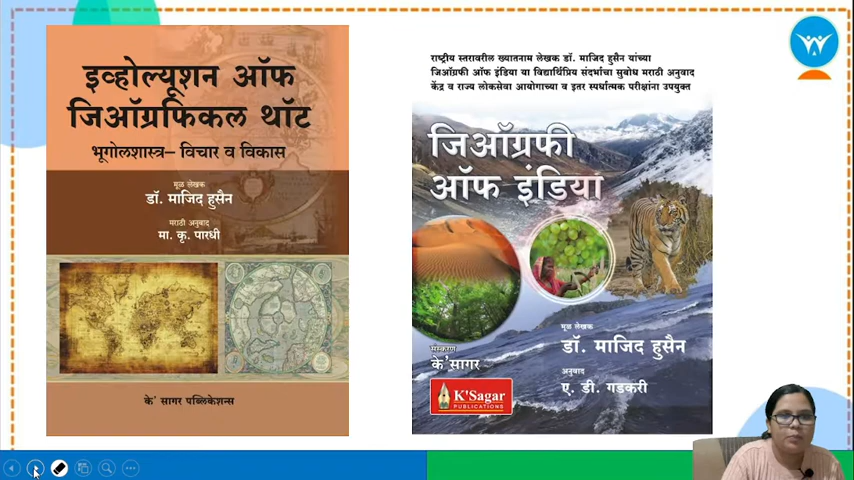 इव्होल्यूशन ऑफ
जिऑग्रफिकल थॉट
भूगोलशास्त्र– विचार व विकास
मूळ लेखक
डॉ. माजिद हुसैन
मराठी अनुवाद
मा. कृ. पारधी
के' सागर पब्लिकेशन्स
राष्ट्रीय स्तरावरील ख्यातनाम लेखक डॉ. माजिद हुसैन यांच्या
जिऑग्रफी ऑफ इंडिया या विद्यार्थिप्रिय संदर्भाचा सुबोध मराठी अनुवाद
केंद्र व राज्य लोकसेवा आयोगाच्या व इतर स्पर्धात्मक परीक्षांना उपयुक्त
जिऑग्रफी
ऑफ इंडिया
मूळ लेखक
डॉ. माजिद हुसैन
अनुवाद
ए. डी. गडकरी
संस्करण
के'सागर
K'Sagar
PUBLICATIONS